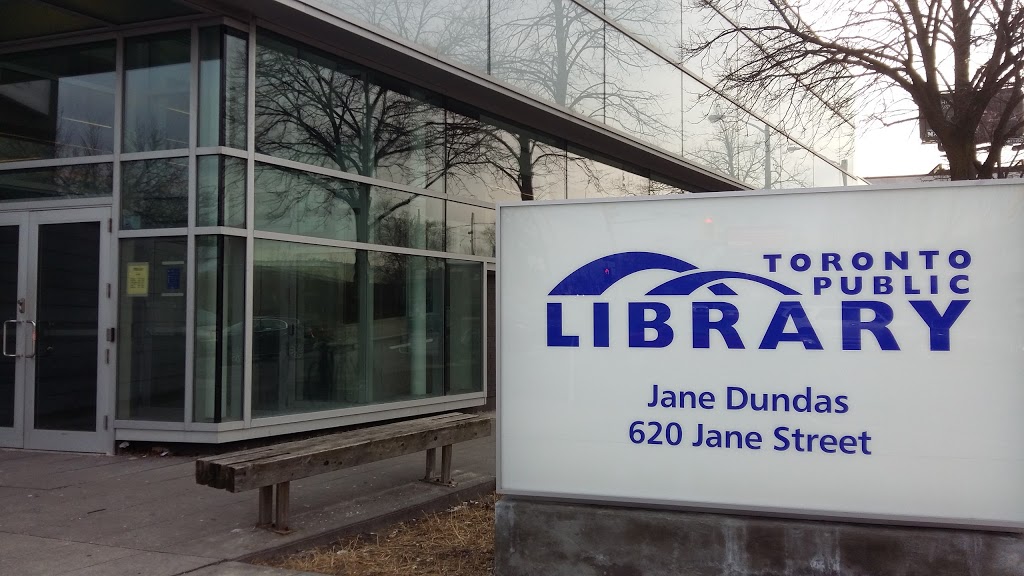 TORONTO
PUBLIC
LIBRARY
Jane Dundas
620 Jane Street